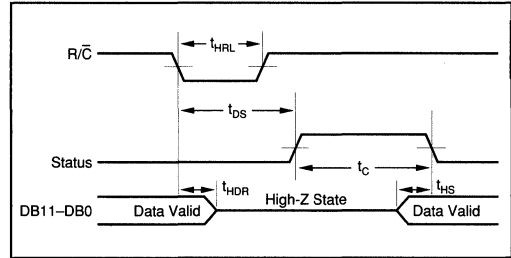 R/C̅
tHRL
tDS
Status
tC
tHDR
High-Z State
tHS
DB11–DB0
Data Valid
Data Valid